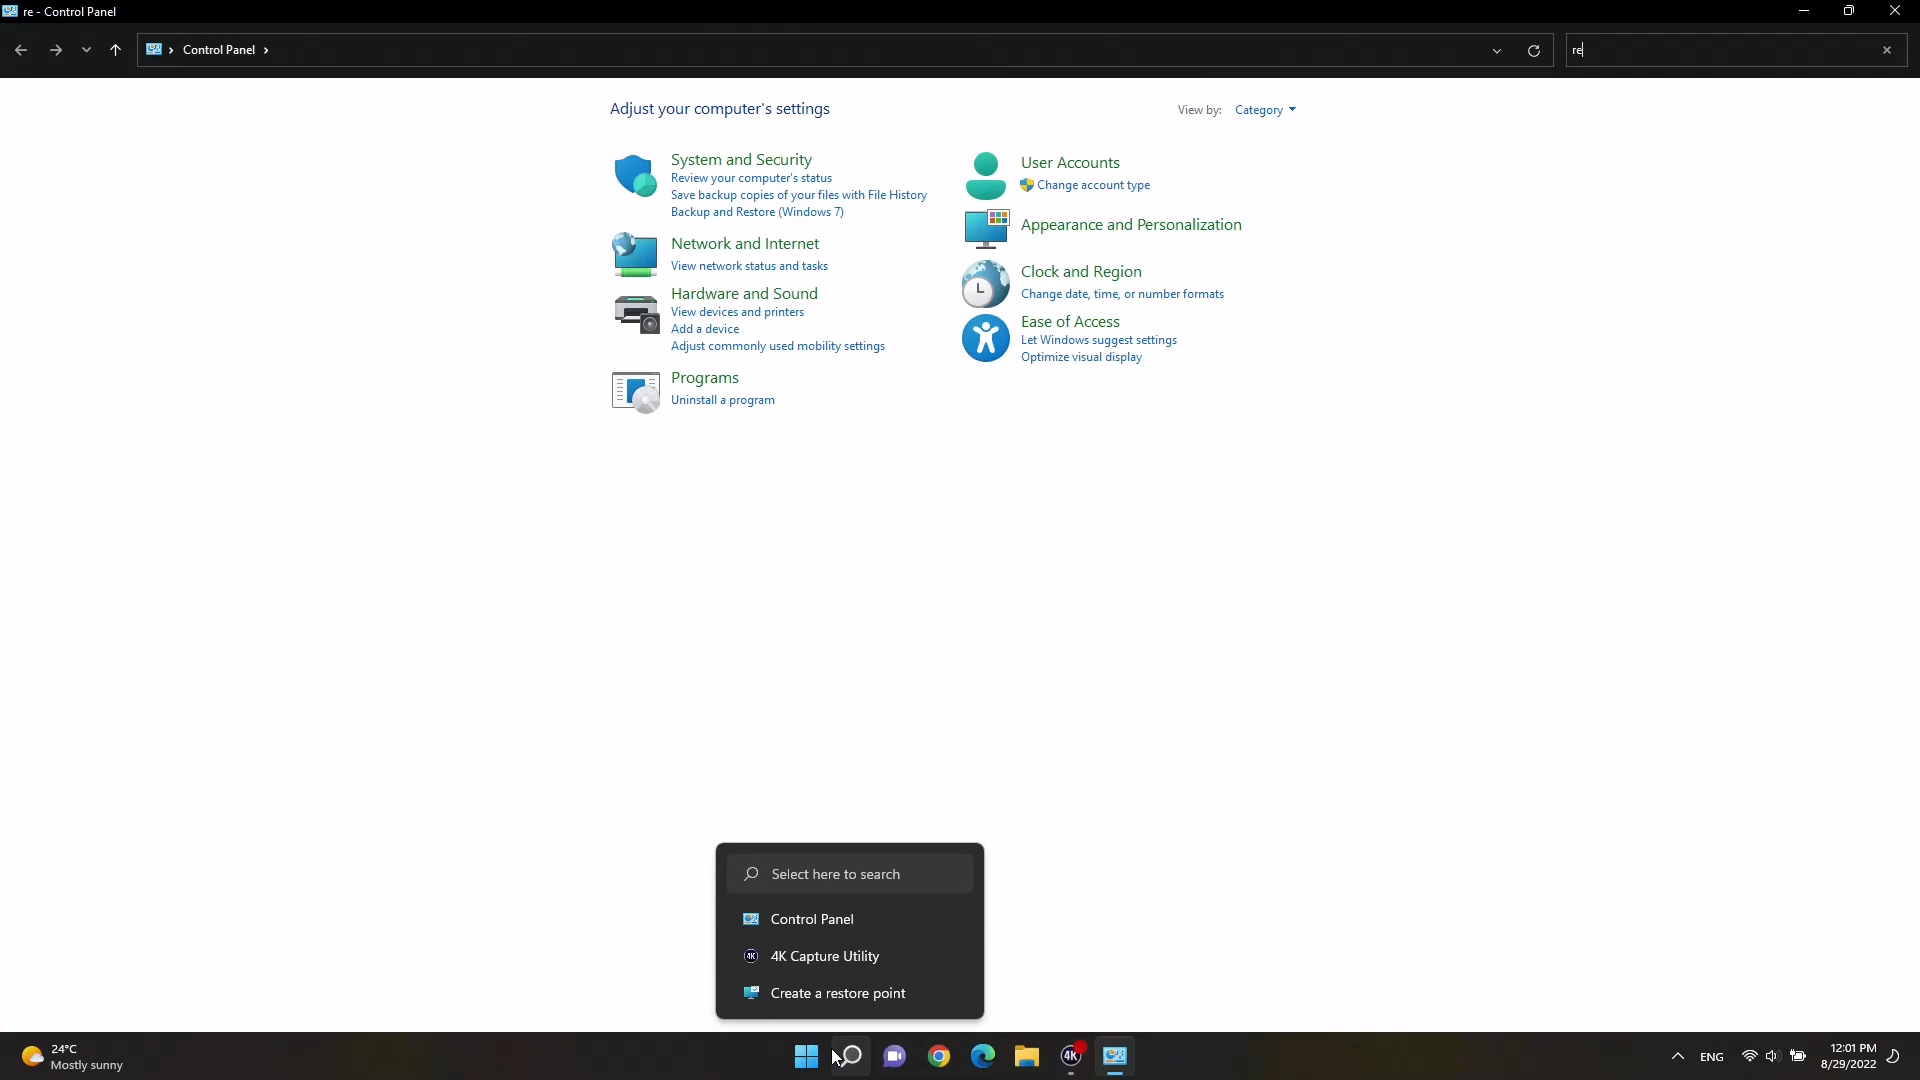 re - Control Panel
Control Panel
re
Adjust your computer's settings
View by: Category
System and Security
Review your computer's status
Save backup copies of your files with File History
Backup and Restore (Windows 7)
Network and Internet
View network status and tasks
Hardware and Sound
View devices and printers
Add a device
Adjust commonly used mobility settings
Programs
Uninstall a program
User Accounts
Change account type
Appearance and Personalization
Clock and Region
Change date, time, or number formats
Ease of Access
Let Windows suggest settings
Optimize visual display
Select here to search
Control Panel
4K
4K Capture Utility
Create a restore point
24°C
Mostly sunny
4K
ENG
12:01 PM
8/29/2022